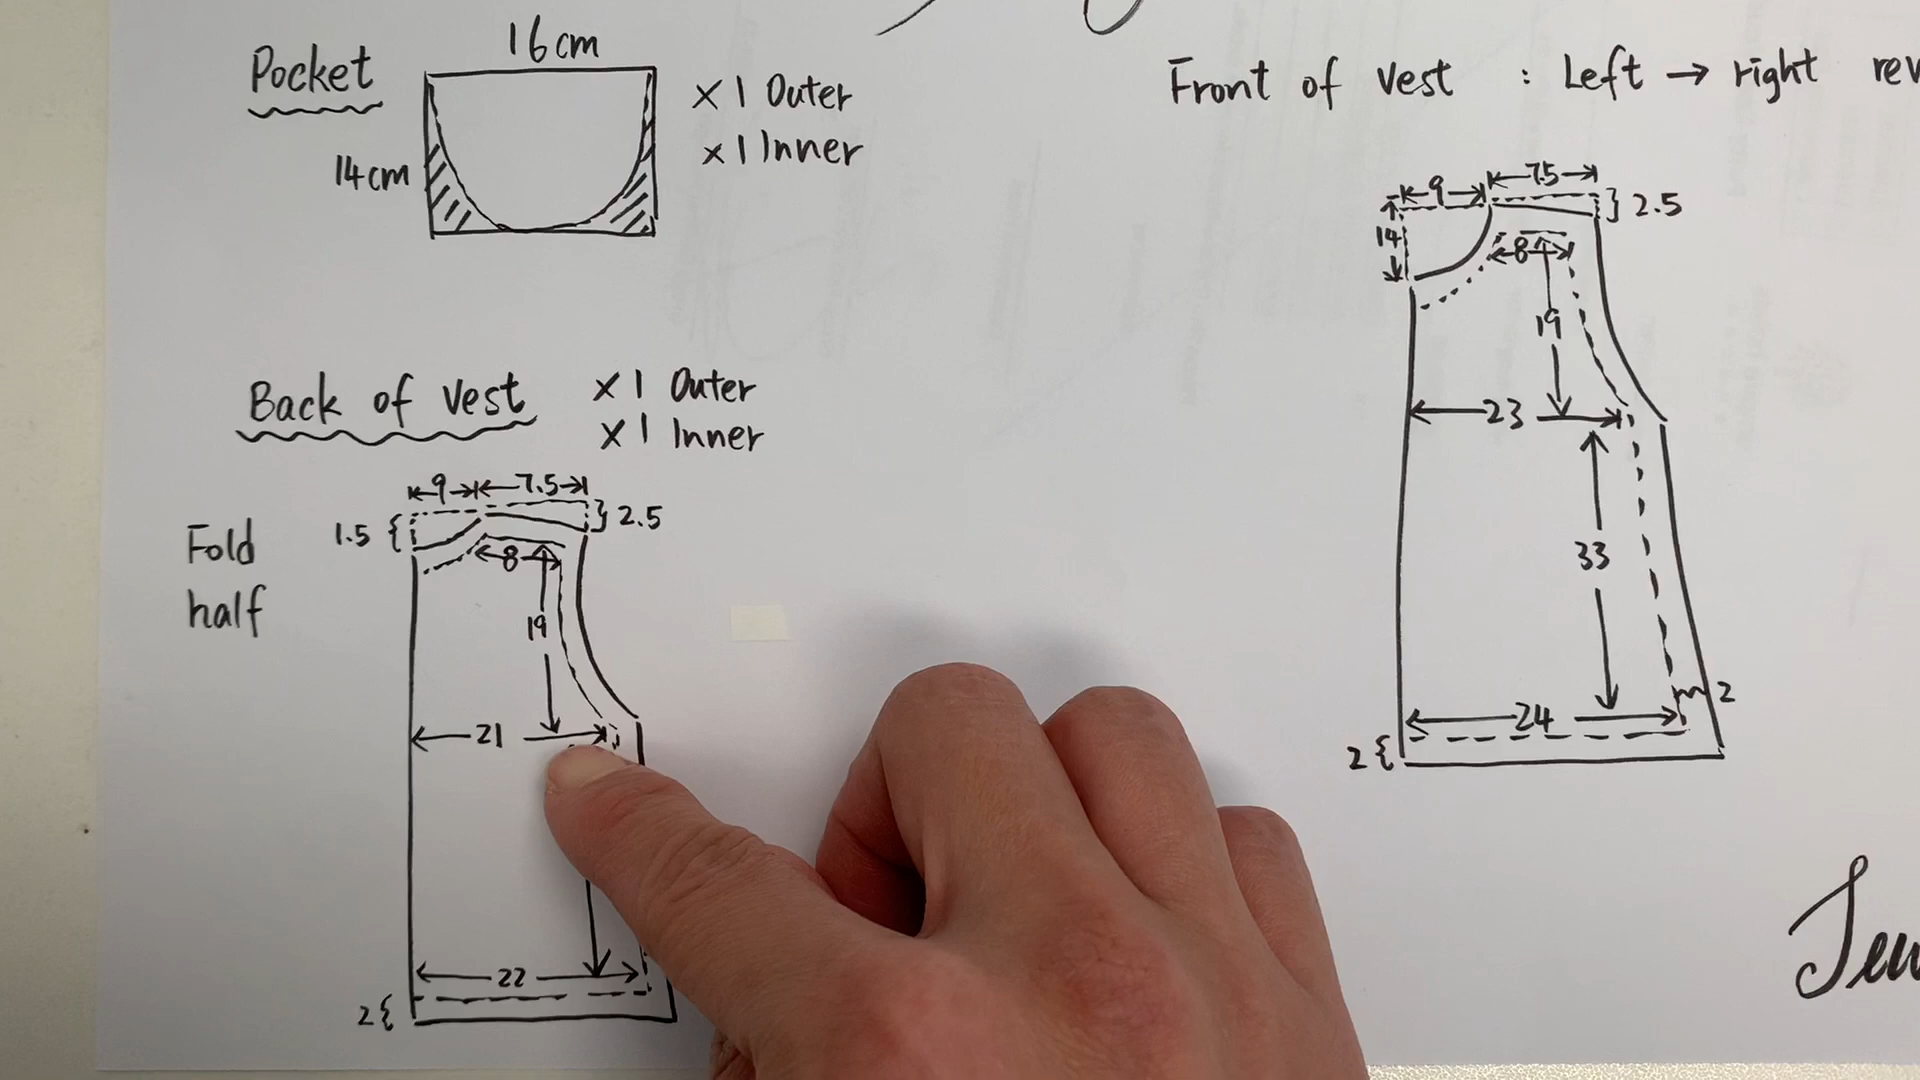 Pocket
16cm
14cm
×1 Outer
×1 Inner
Back of vest
×1 Outer
×1 Inner
Fold
half
9
7.5
1.5
2.5
8
19
21
22
2
Front of vest : Left → right
9
7.5
2.5
14
8
19
23
33
24
2
2